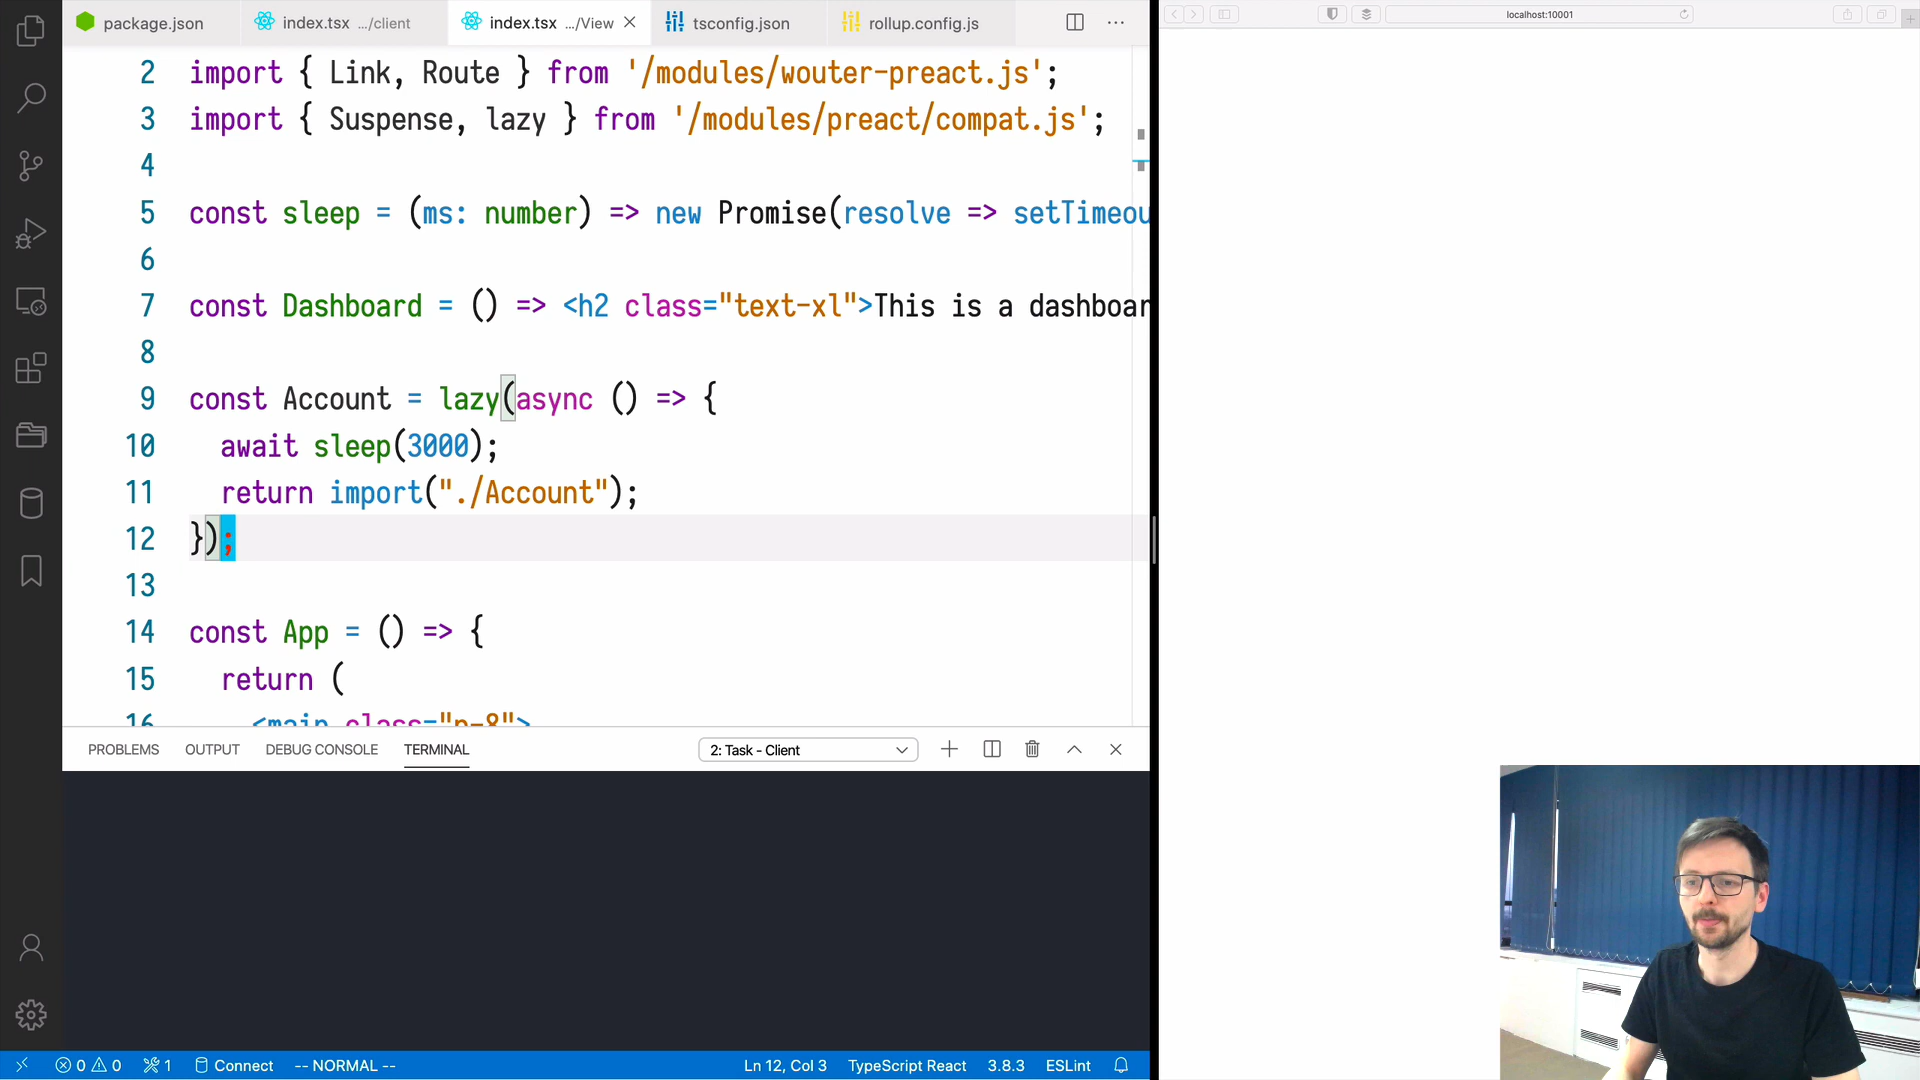 package.json
index.tsx .../client
index.tsx .../View
tsconfig.json
rollup.config.js
localhost:10001
2 import { Link, Route } from '/modules/wouter-preact.js';
3 import { Suspense, lazy } from '/modules/preact/compat.js';
4
5 const sleep = (ms: number) => new Promise(resolve => setTimeou
6
7 const Dashboard = () => <h2 class="text-xl">This is a dashboar
8
9 const Account = lazy(async () => {
10 await sleep(3000);
11 return import("./Account");
12 });
13
14 const App = () => {
15 return (
16 <main class="p-8">
PROBLEMS OUTPUT DEBUG CONSOLE TERMINAL 2: Task - Client
0 0 1 Connect -- NORMAL -- Ln 12, Col 3 TypeScript React 3.8.3 ESLint